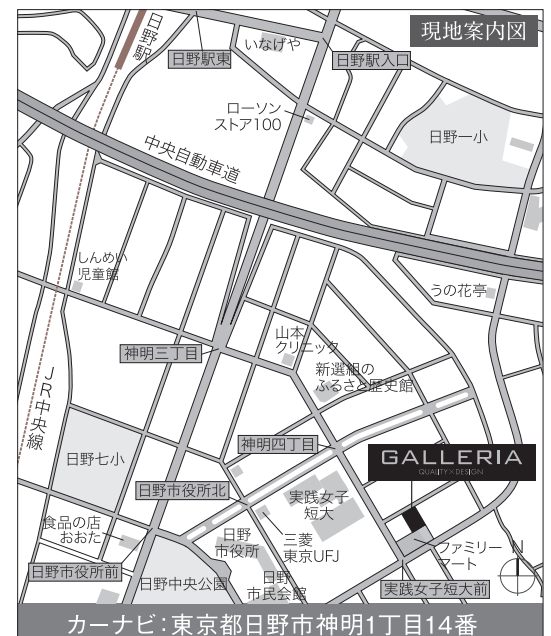 現地案内図
日野駅
日野駅東
いなげや
日野駅入口
ローソン
ストア100
日野一小
中央自動車道
しんめい
児童館
うの花亭
山本
クリニック
神明三丁目
新選組の
ふるさと歴史館
JR中央線
神明四丁目
GALLERIA
QUALITY×DESIGN
日野七小
日野市役所北
実践女子
短大
食品の店
おおた
日野
市役所
三菱
東京UFJ
ファミリー
マート
N
日野市役所前
日野中央公園
日野
市民会館
実践女子短大前
カーナビ:東京都日野市神明1丁目14番